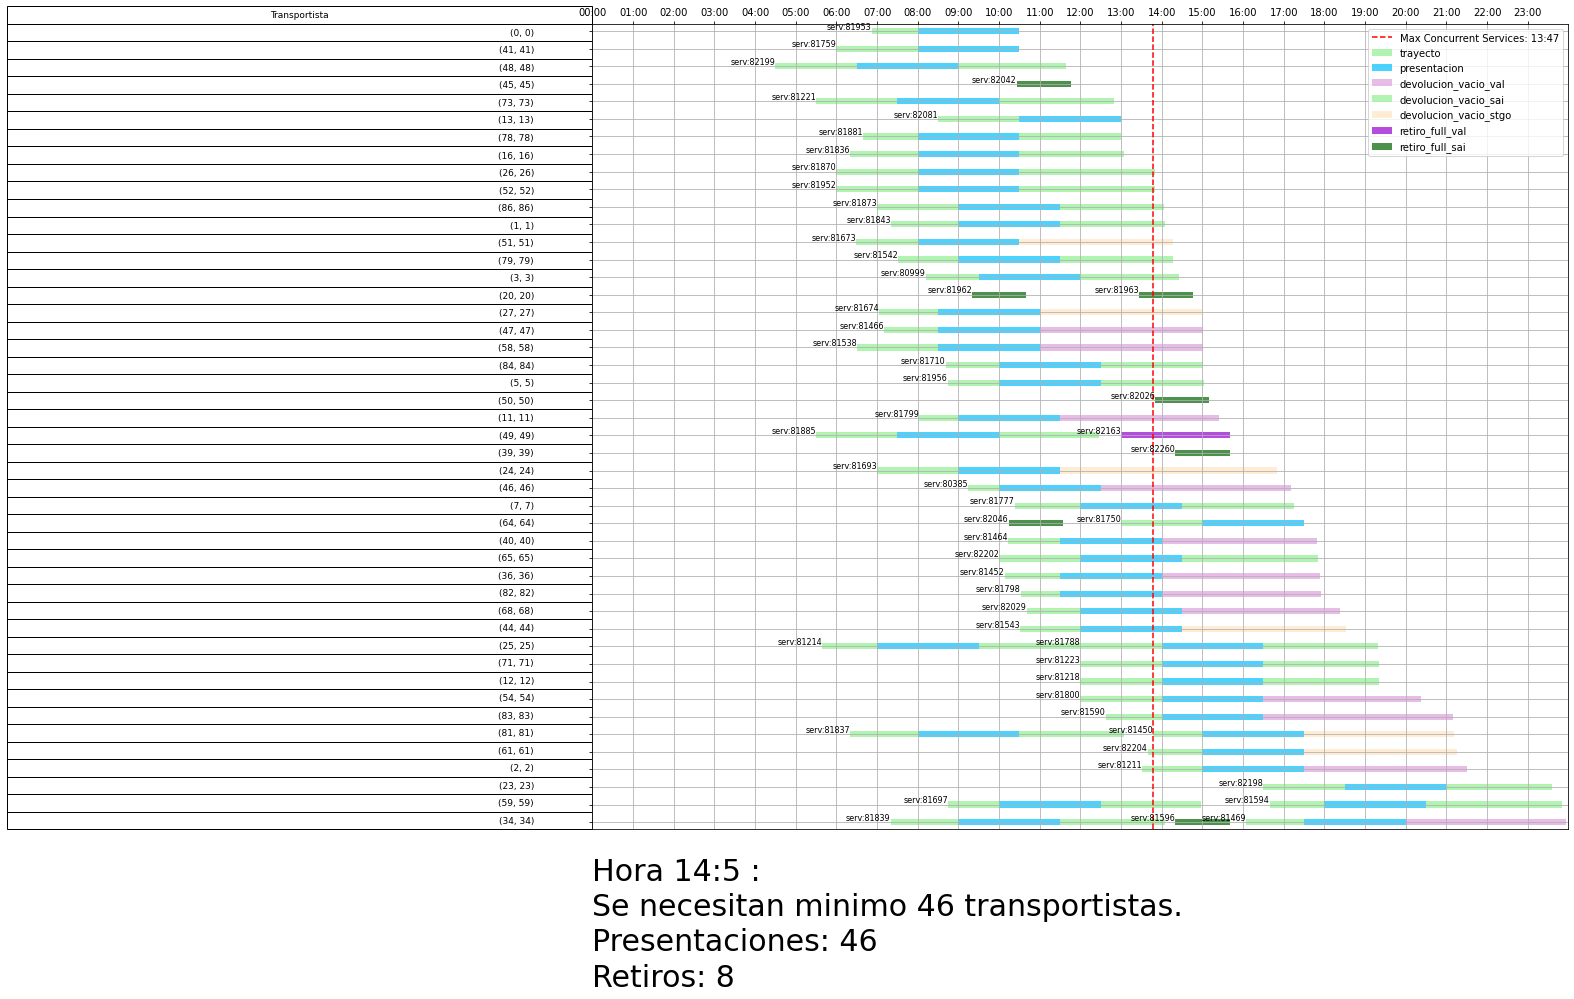 Transportista
00:00 01:00 02:00 03:00 04:00 05:00 06:00 07:00 08:00 09:00 10:00 11:00 12:00 13:00 14:00 15:00 16:00 17:00 18:00 19:00 20:00 21:00 22:00 23:00
Max Concurrent Services: 13:47
trayecto
presentacion
devolucion_vacio_val
devolucion_vacio_sai
devolucion_vacio_stgo
retiro_full_val
retiro_full_sai
(0, 0) serv:81953
(41, 41) serv:81759
(48, 48) serv:82199
(45, 45) serv:82042
(73, 73) serv:81221
(13, 13) serv:82081
(78, 78) serv:81881
(16, 16) serv:81836
(26, 26) serv:81870
(52, 52) serv:81952
(86, 86) serv:81873
(1, 1) serv:81843
(51, 51) serv:81673
(79, 79) serv:81542
(3, 3) serv:80999
(20, 20) serv:81962 serv:81963
(27, 27) serv:81674
(47, 47) serv:81466
(58, 58) serv:81538
(84, 84) serv:81710
(5, 5) serv:81956
(50, 50) serv:82026
(11, 11) serv:81799
(49, 49) serv:81885 serv:82163
(39, 39) serv:82260
(24, 24) serv:81693
(46, 46) serv:80385
(7, 7) serv:81777
(64, 64) serv:82046 serv:81750
(40, 40) serv:81464
(65, 65) serv:82202
(36, 36) serv:81452
(82, 82) serv:81798
(68, 68) serv:82029
(44, 44) serv:81543
(25, 25) serv:81214 serv:81788
(71, 71) serv:81223
(12, 12) serv:81218
(54, 54) serv:81800
(83, 83) serv:81590
(81, 81) serv:81837 serv:81450
(61, 61) serv:82204
(2, 2) serv:81211
(23, 23) serv:82198
(59, 59) serv:81697 serv:81594
(34, 34) serv:81839 serv:81596 serv:81469
Hora 14:5 :
Se necesitan minimo 46 transportistas.
Presentaciones: 46
Retiros: 8